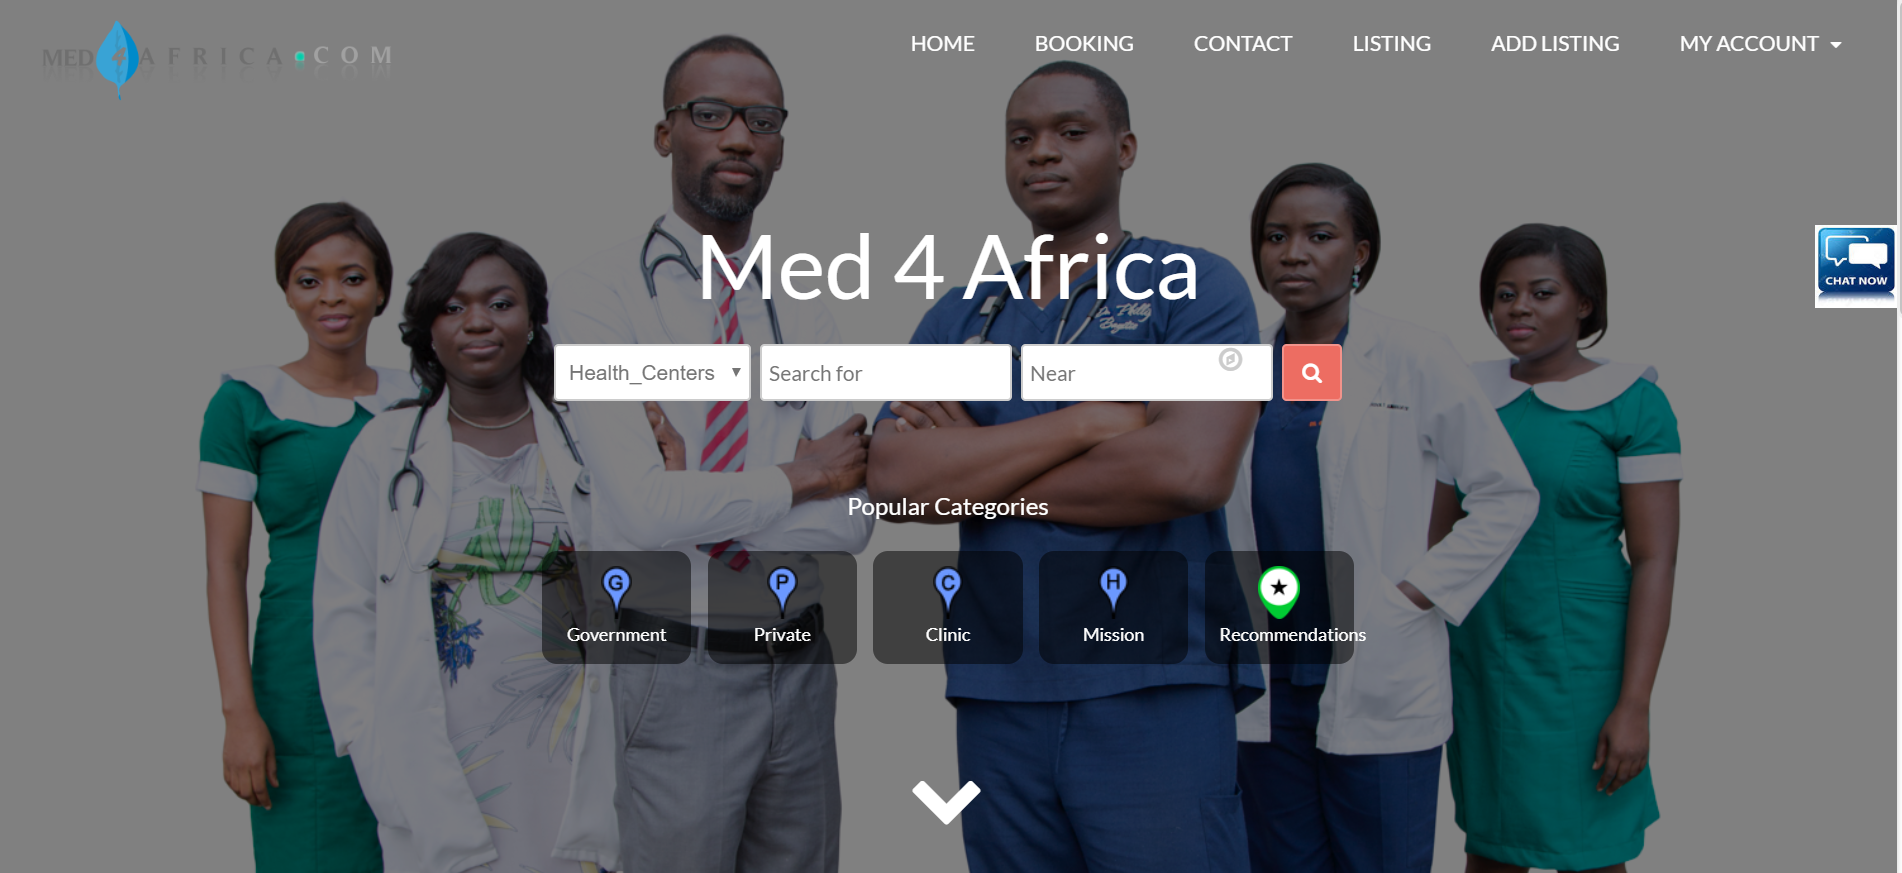 MED 4 AFRICA.COM
HOME
BOOKING
CONTACT
LISTING
ADD LISTING
MY ACCOUNT
Med 4 Africa
CHAT NOW
Health_Centers
Search for
Near
Popular Categories
G
P
C
H
Government
Private
Clinic
Mission
Recommendations